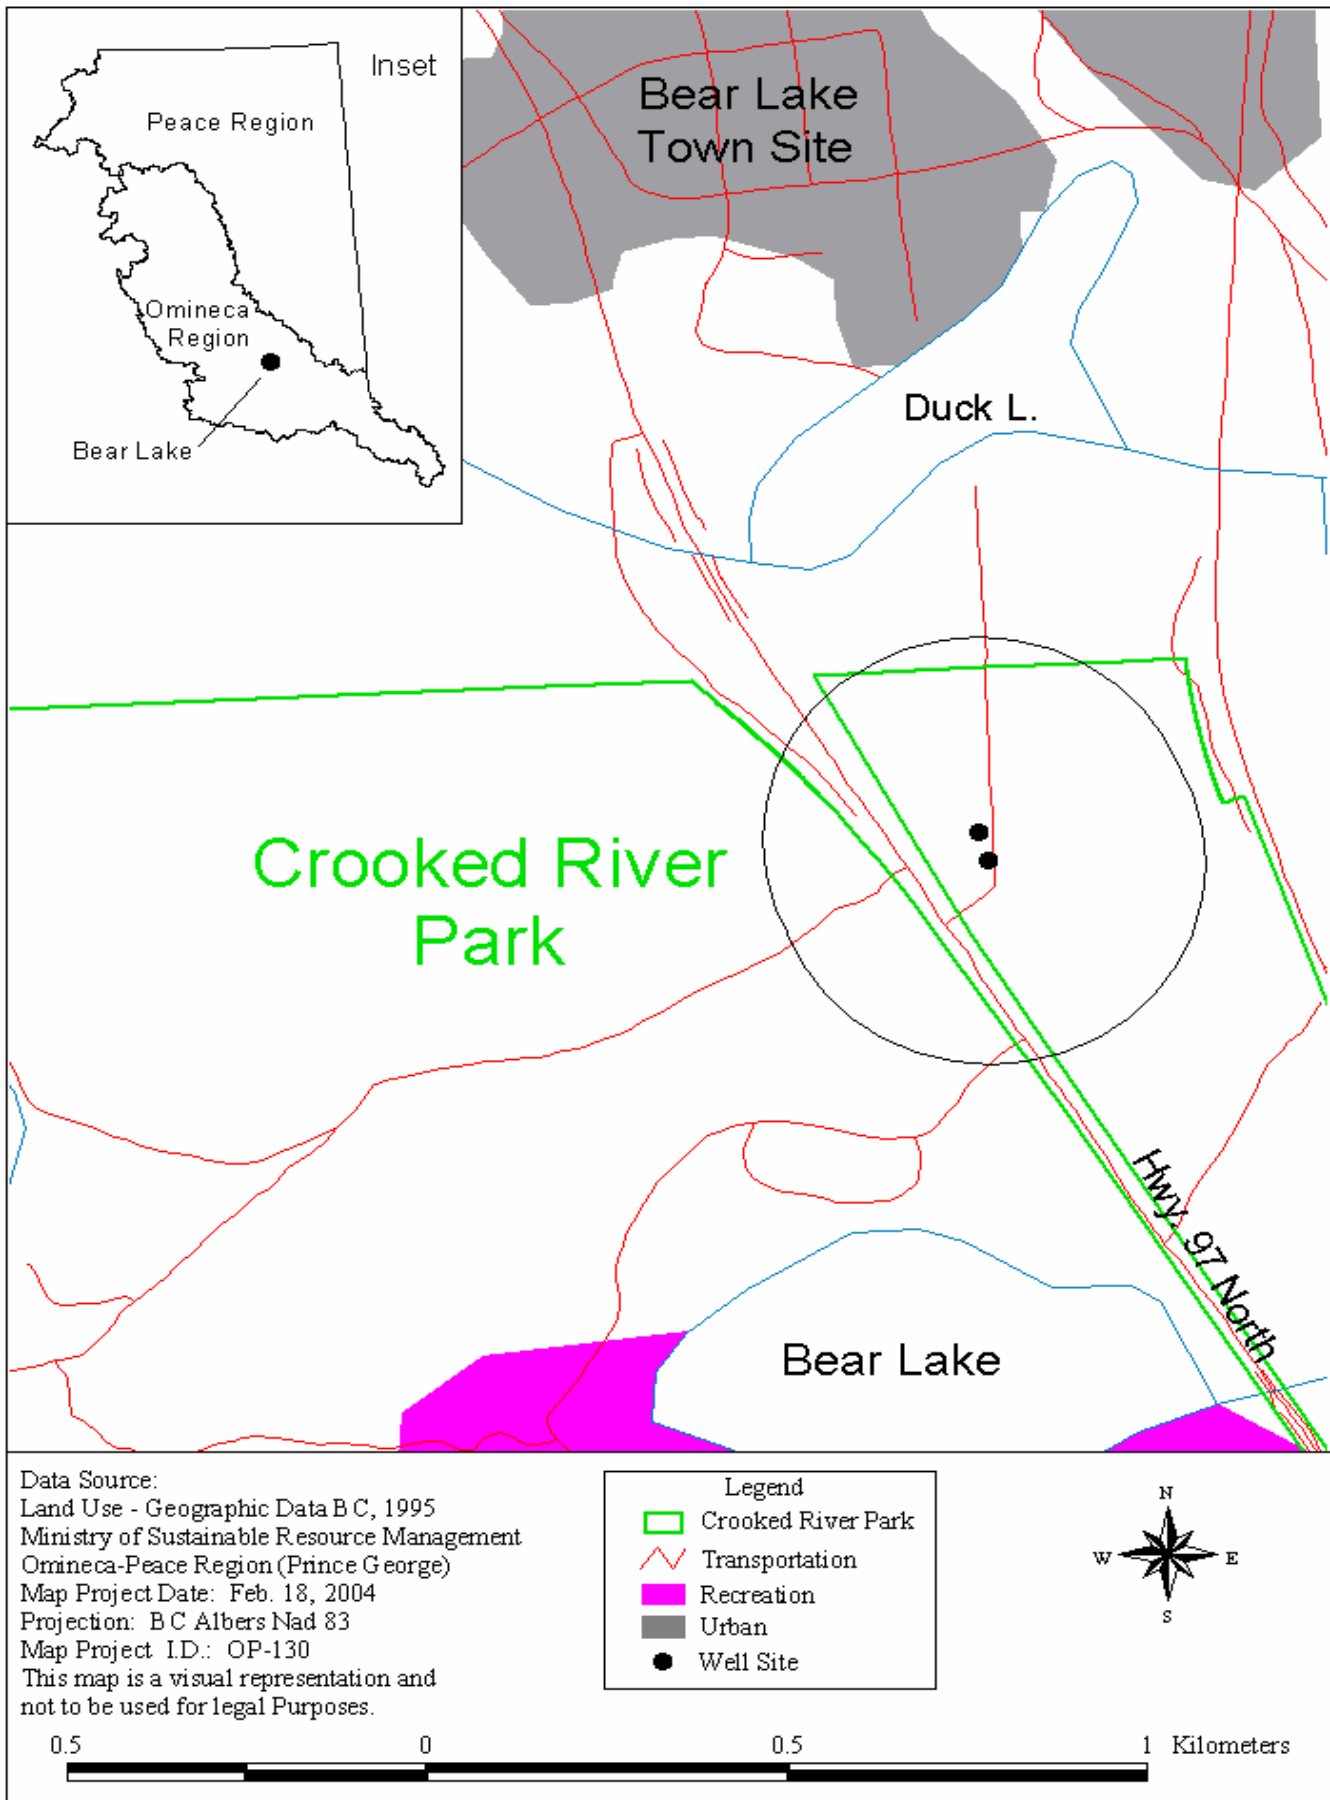 Inset
Peace Region
Omineca
Region
Bear Lake
Bear Lake
Town Site
Duck L.
Crooked River
Park
Hwy. 97 North
Bear Lake
Data Source:
Land Use - Geographic Data BC, 1995
Ministry of Sustainable Resource Management
Omineca-Peace Region (Prince George)
Map Project Date: Feb. 18, 2004
Projection: BC Albers Nad 83
Map Project I.D.: OP-130
This map is a visual representation and
not to be used for legal Purposes.
Legend
Crooked River Park
Transportation
Recreation
Urban
Well Site
N
W E
S
0.5 0 0.5 1 Kilometers